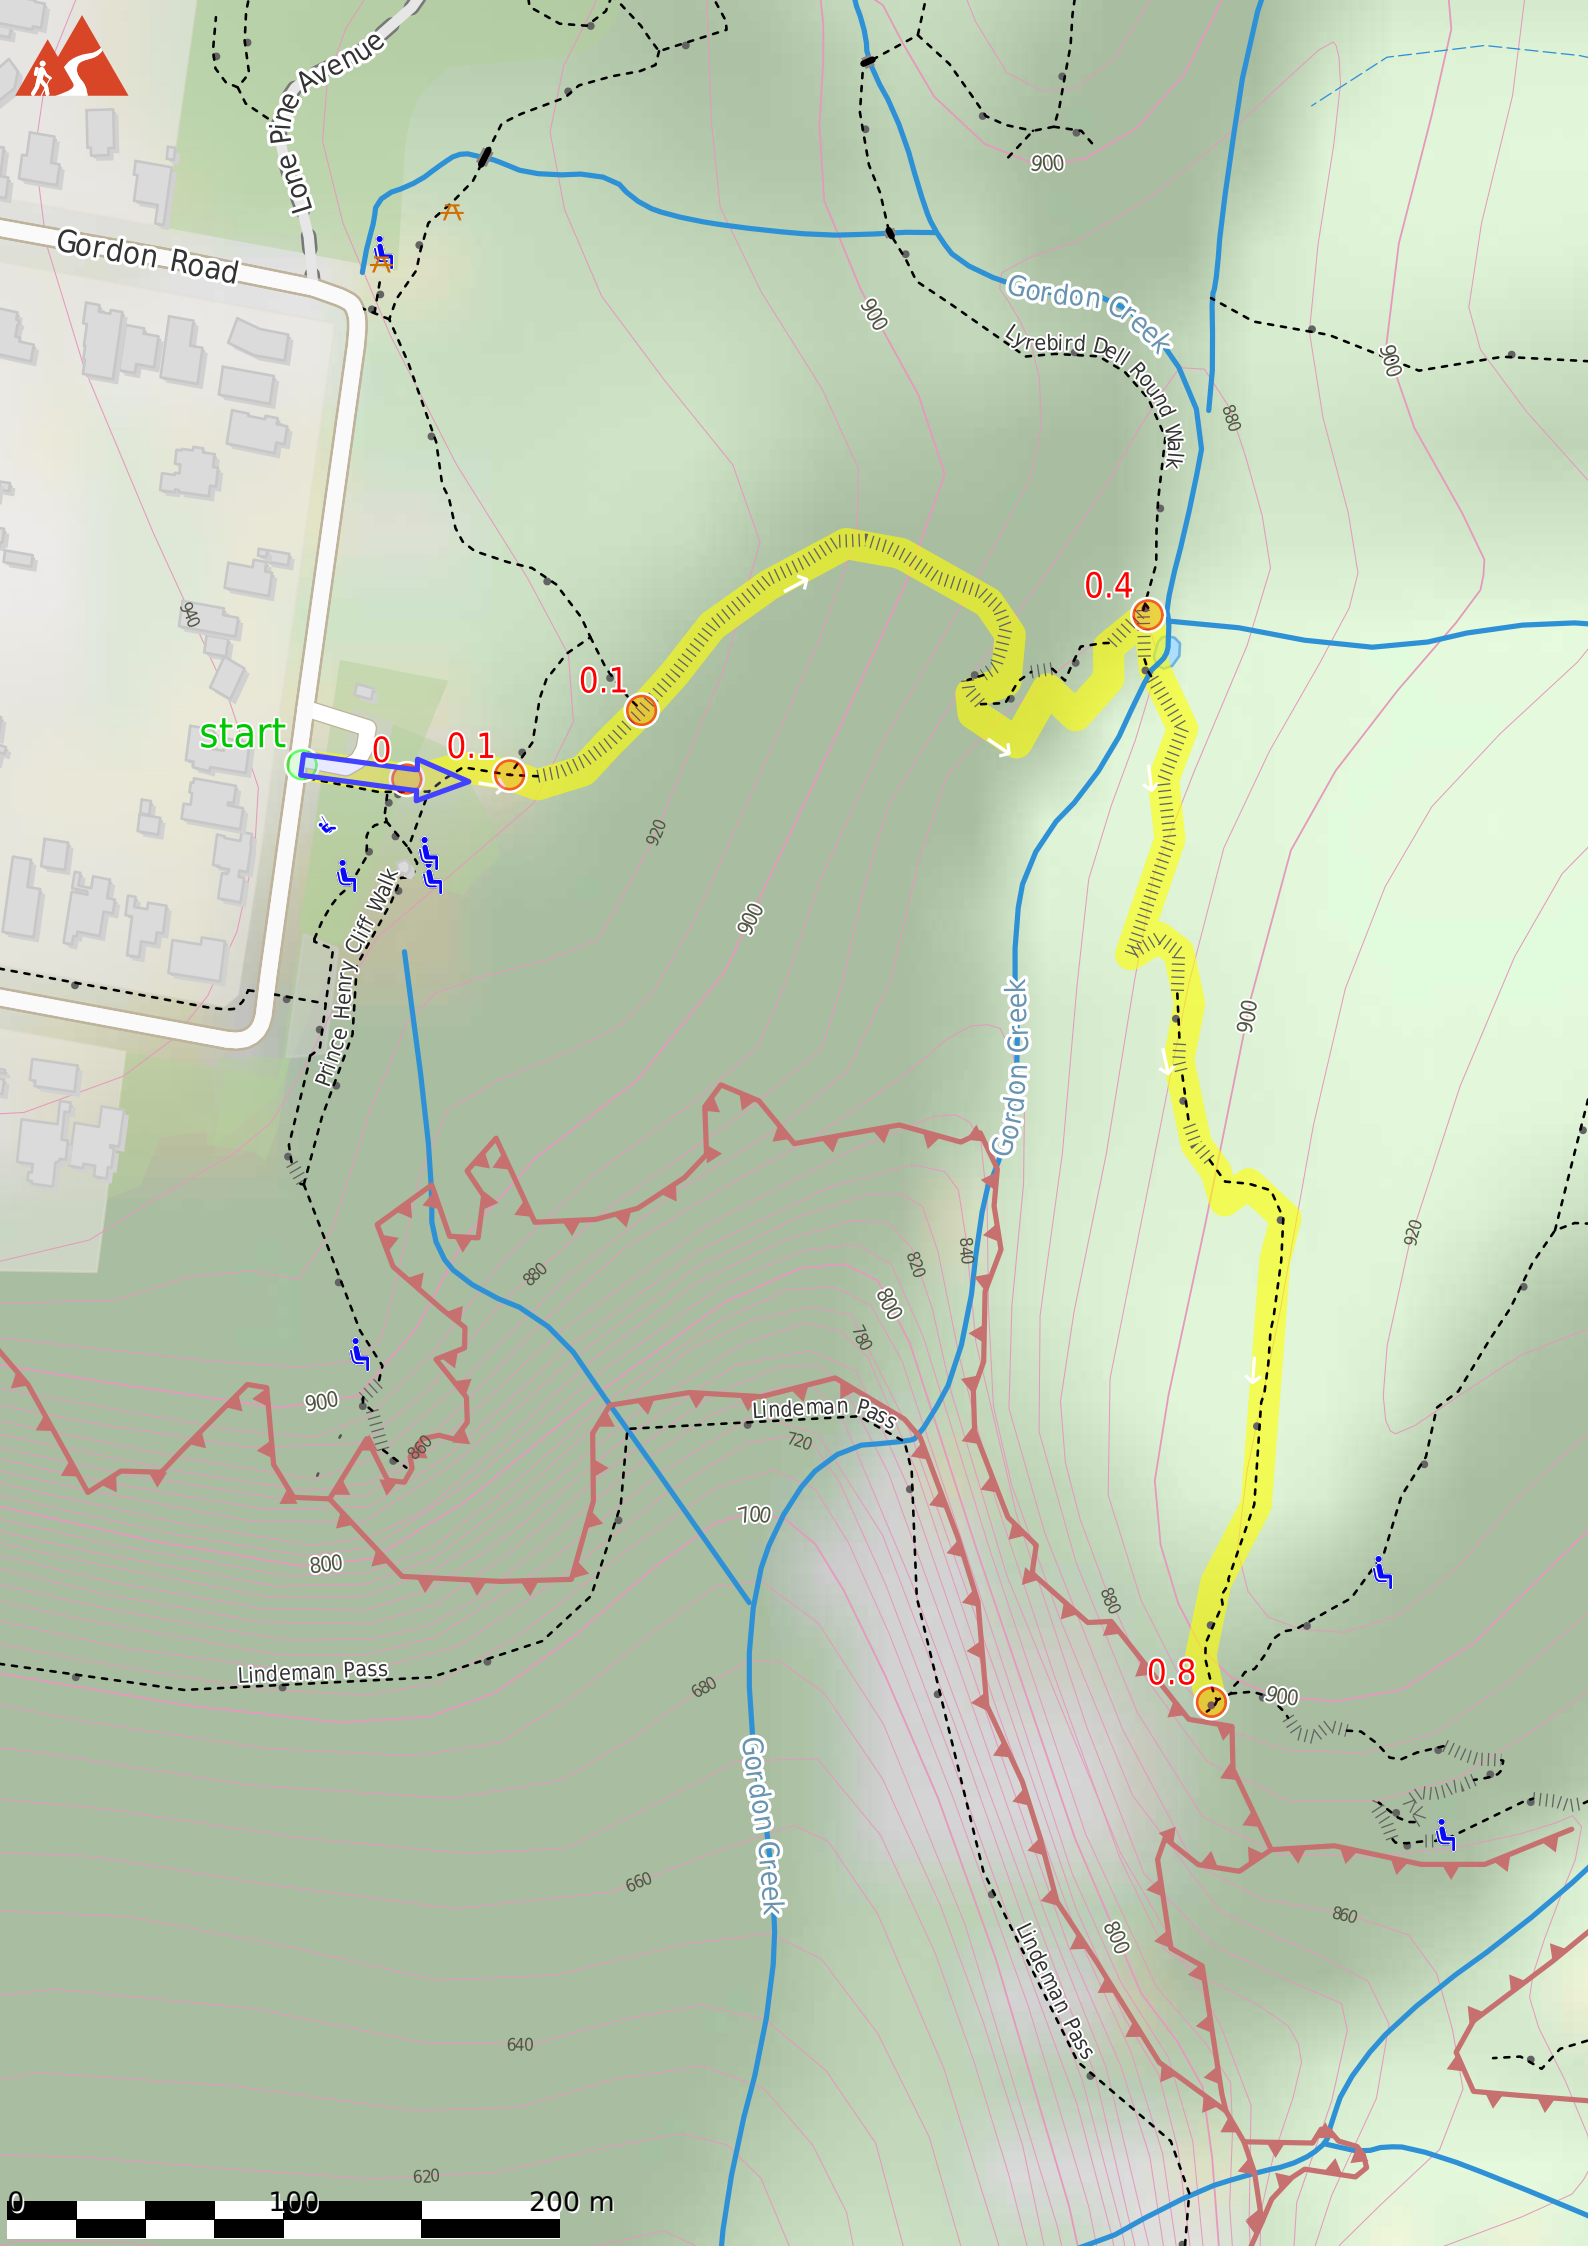 Lone Pine Avenue
900
Gordon Road
Gordon Creek
900
Lyrebird Dell Round Walk
900
880
0.4
940
0.1
start
0
0.1
920
900
Prince Henry Cliff Walk
Gordon Creek
900
920
840
820
880
800
780
900
Lindeman Pass
860
720
700
800
880
Lindeman Pass
0.8
680
900
Gordon Creek
660
860
800
Lindeman Pass
640
620
0 100 200 m